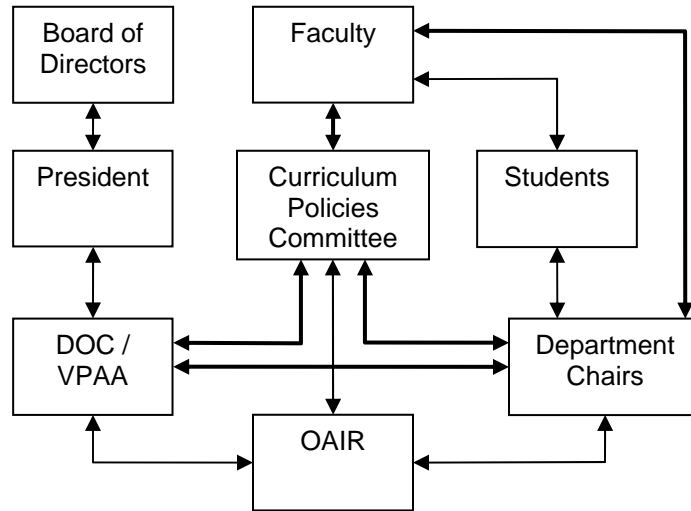 Board of
Directors
Faculty
President
Curriculum
Policies
Committee
Students
DOC /
VPAA
Department
Chairs
OAIR